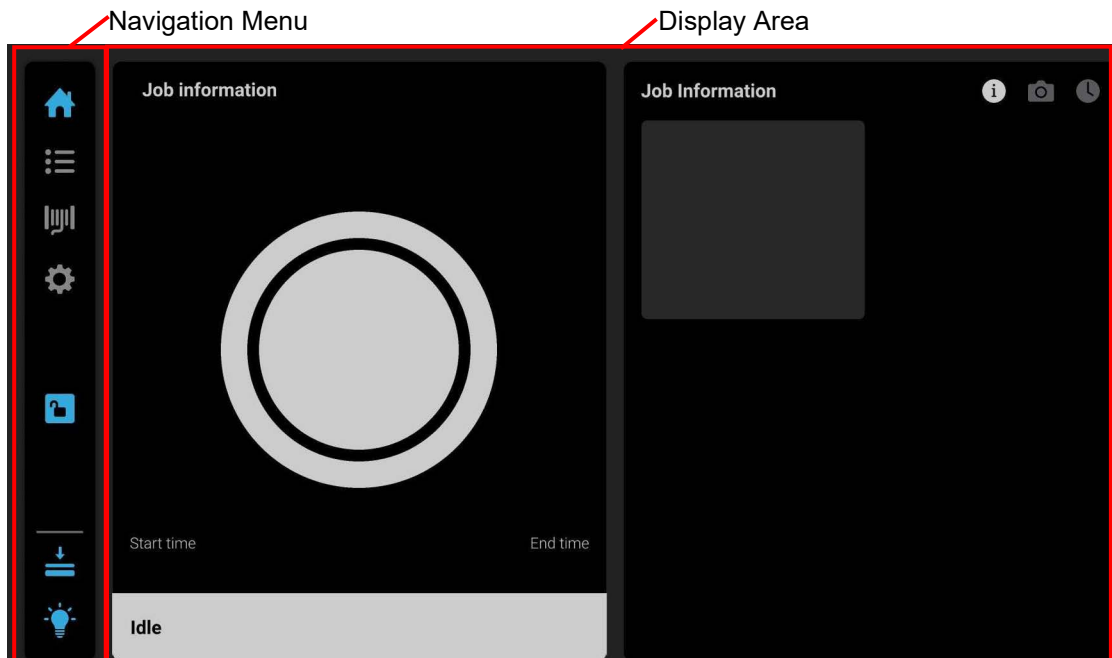 Navigation Menu
Display Area
Job information
Job Information
Start time
End time
Idle